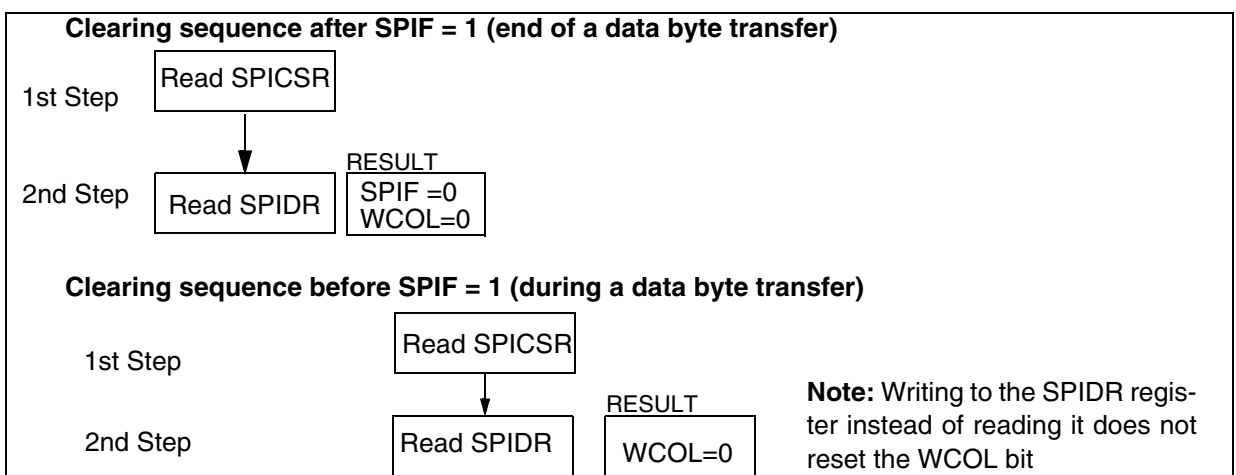 Clearing sequence after SPIF = 1 (end of a data byte transfer)
1st Step
Read SPICSR
2nd Step
Read SPIDR
RESULT
SPIF =0
WCOL=0
Clearing sequence before SPIF = 1 (during a data byte transfer)
1st Step
Read SPICSR
2nd Step
Read SPIDR
RESULT
WCOL=0
Note: Writing to the SPIDR regis-
ter instead of reading it does not
reset the WCOL bit